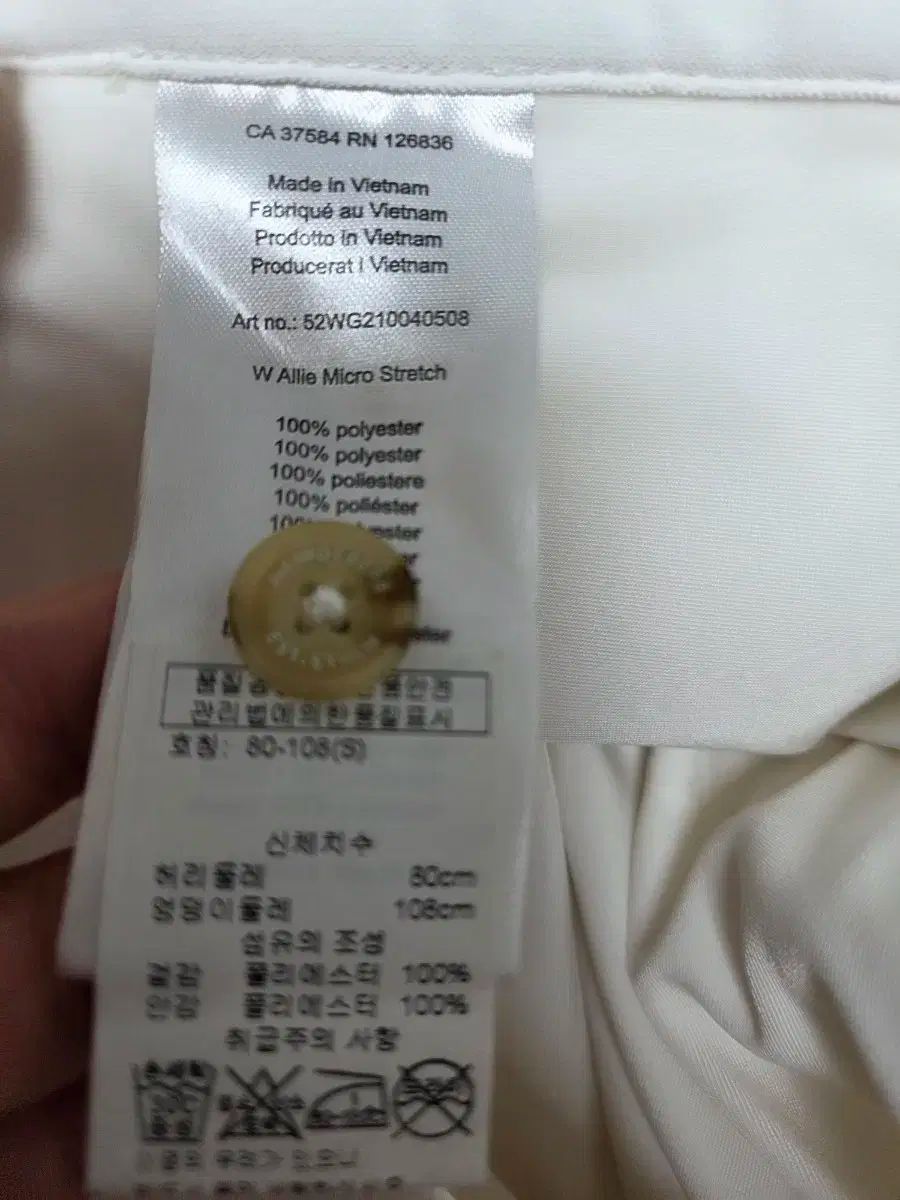 CA 37584 RN 126836
Made in Vietnam
Fabriqué au Vietnam
Prodotto in Vietnam
Producerat i Vietnam
Art no.: 52WG210040508
W Allie Micro Stretch
100% polyester
100% polyester
100% poliestere
100% poliéster
관리법에의한품질표시
호칭: 80-108(S)
신체치수
허리둘레 80cm
엉덩이둘레 108cm
섬유의 조성
겉감 폴리에스터 100%
안감 폴리에스터 100%
취급주의 사항